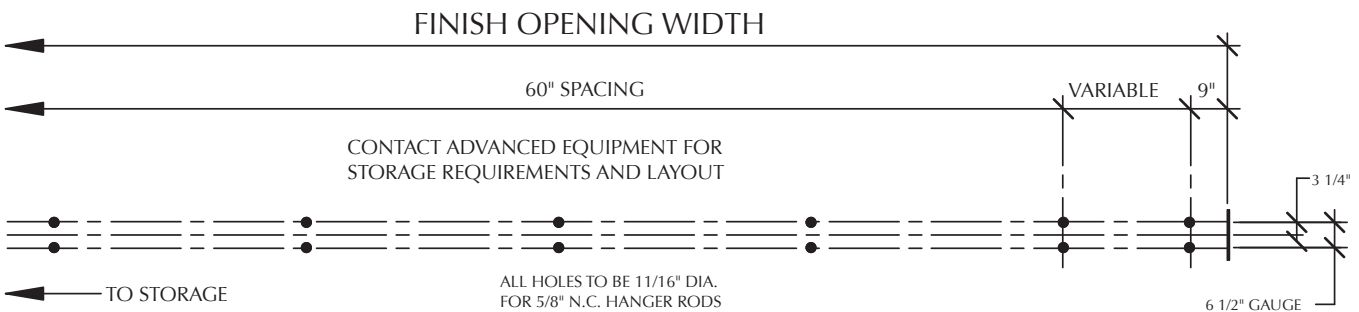 FINISH OPENING WIDTH
60" SPACING
VARIABLE
9"
CONTACT ADVANCED EQUIPMENT FOR
STORAGE REQUIREMENTS AND LAYOUT
3 1/4"
TO STORAGE
ALL HOLES TO BE 11/16" DIA.
FOR 5/8" N.C. HANGER RODS
6 1/2" GAUGE